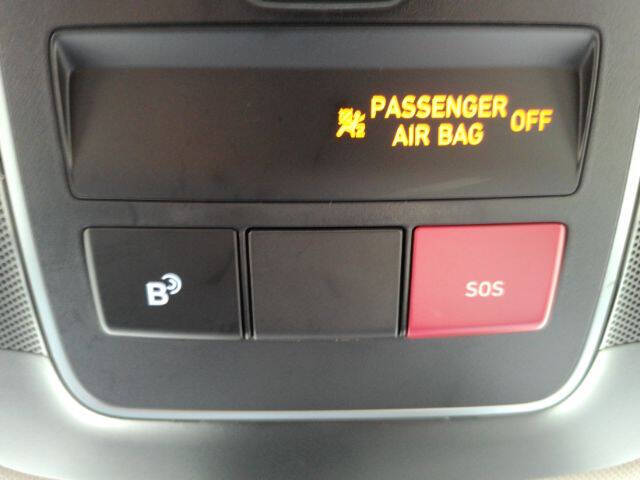 PASSENGER
AIR BAG OFF
B
SOS